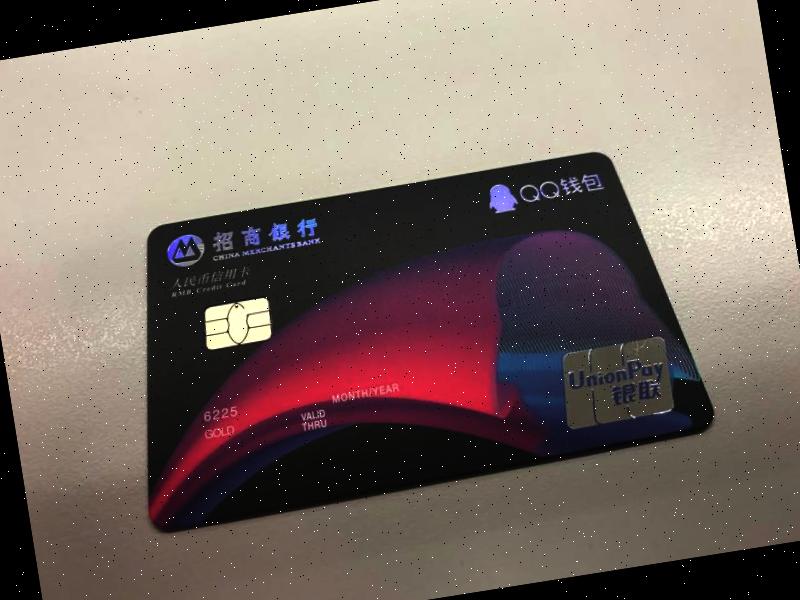 招商银行
CHINA MERCHANTS BANK
QQ钱包
人民币信用卡
RMB Credit Card
6225
GOLD
MONTH/YEAR
VALID
THRU
UnionPay
银联